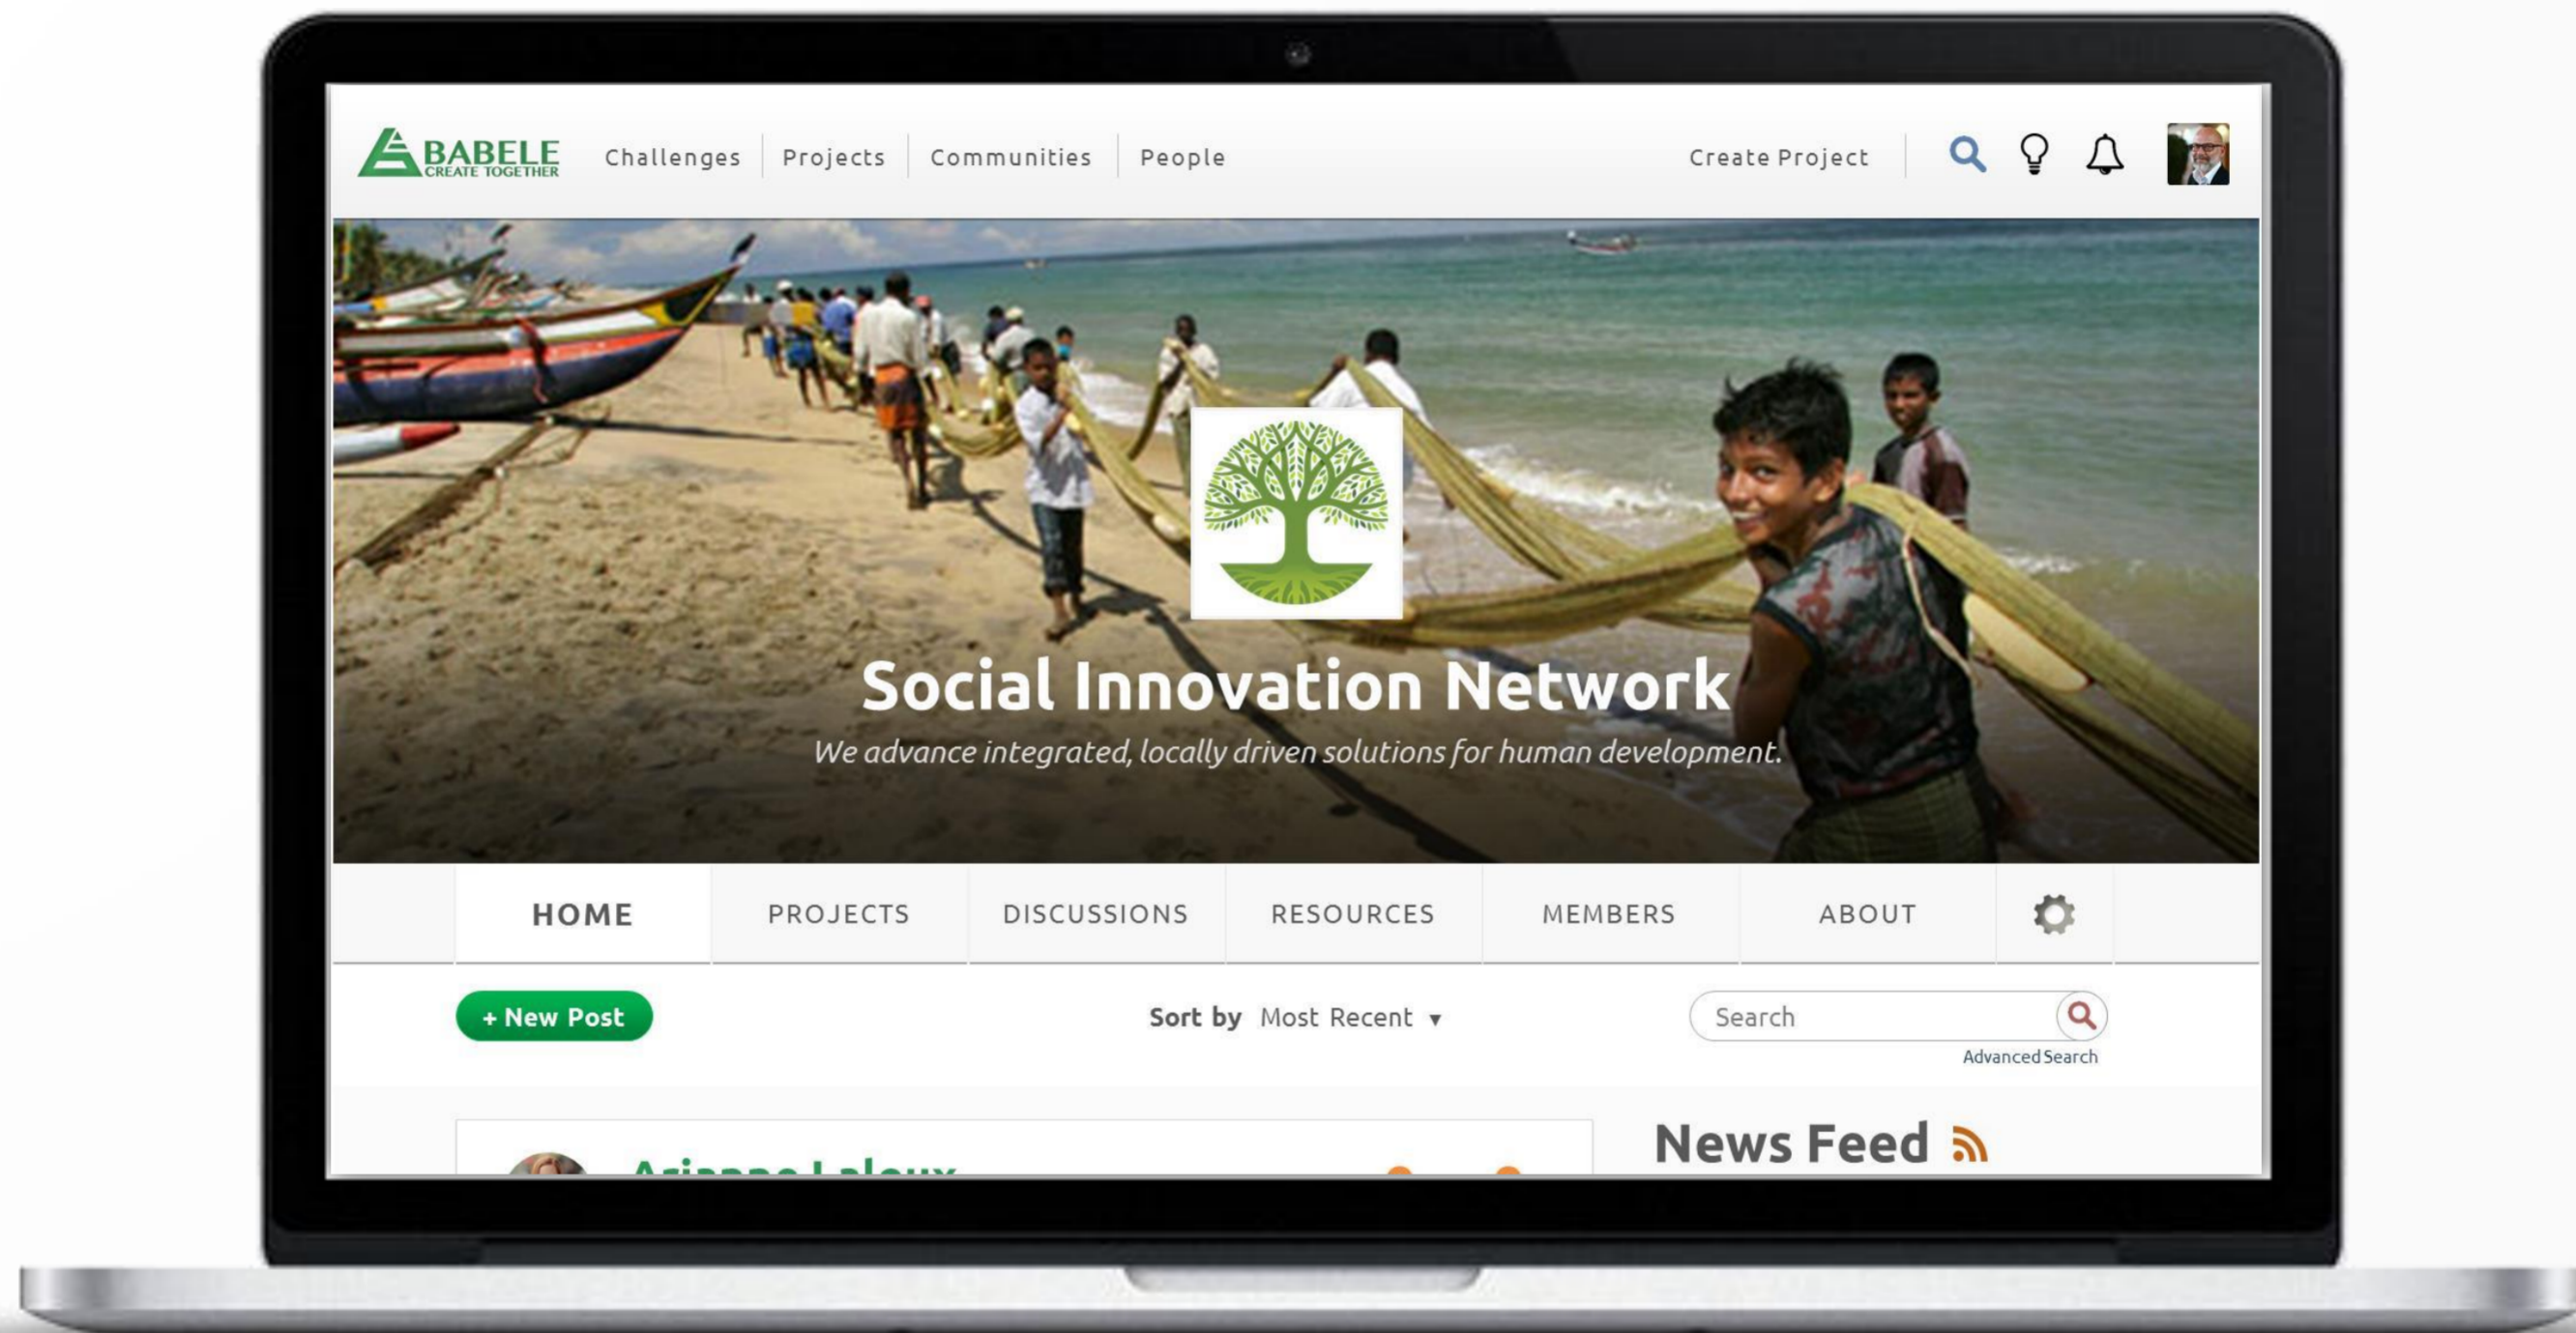 BABELE
CREATE TOGETHER
Challenges Projects Communities People Create Project
Social Innovation Network
We advance integrated, locally driven solutions for human development.
HOME PROJECTS DISCUSSIONS RESOURCES MEMBERS ABOUT
+ New Post Sort by Most Recent ▾ Search
Advanced Search
News Feed